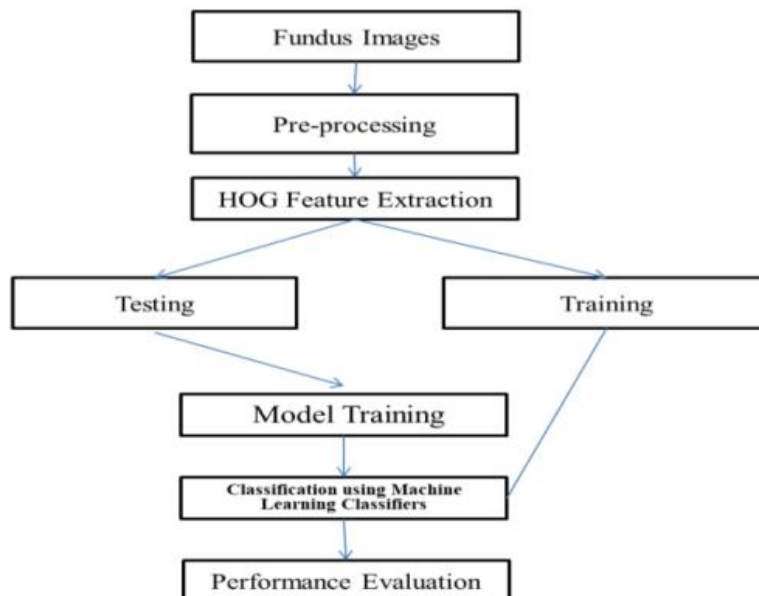 Fundus Images
Pre-processing
HOG Feature Extraction
Testing
Training
Model Training
Classification using Machine
Learning Classifiers
Performance Evaluation